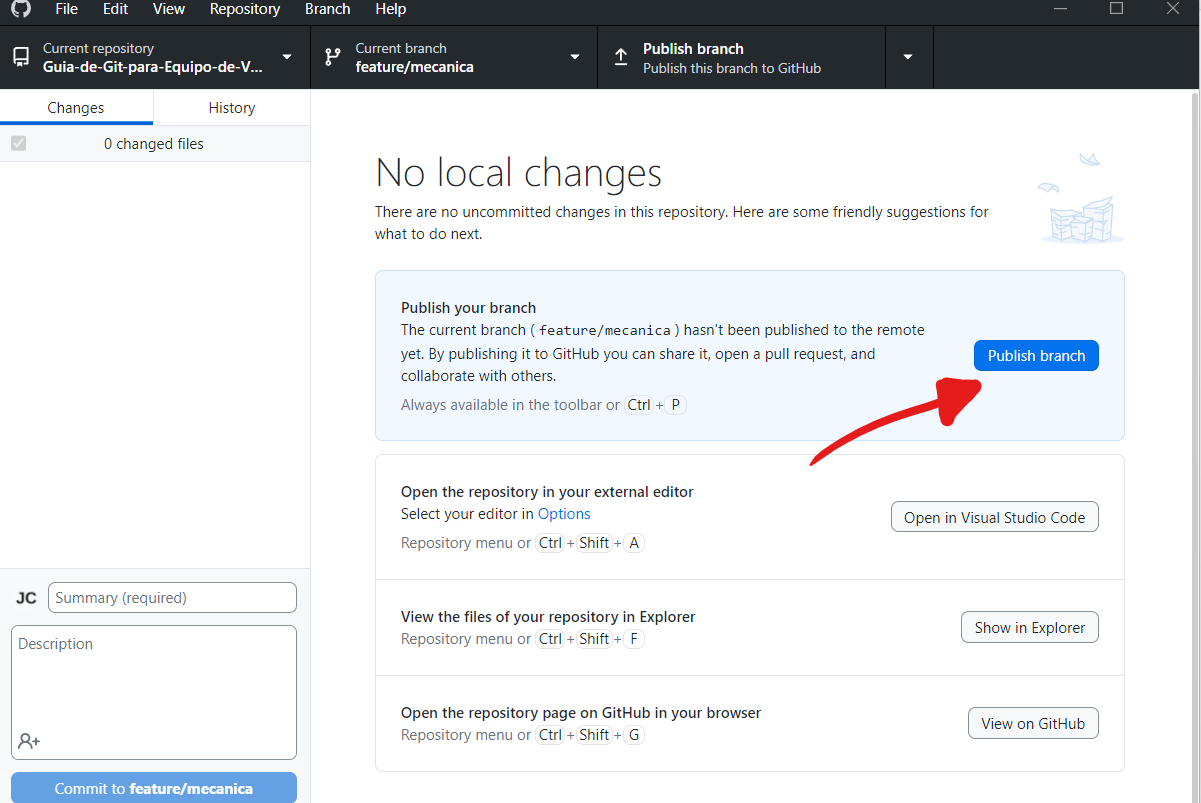 File Edit View Repository Branch Help
Current repository
Guia-de-Git-para-Equipo-de-V...
Current branch
feature/mecanica
Publish branch
Publish this branch to GitHub
Changes History
0 changed files
No local changes
There are no uncommitted changes in this repository. Here are some friendly suggestions for
what to do next.
Publish your branch
The current branch ( feature/mecanica ) hasn't been published to the remote
yet. By publishing it to GitHub you can share it, open a pull request, and
collaborate with others.
Always available in the toolbar or Ctrl + P
Publish branch
Open the repository in your external editor
Select your editor in Options
Repository menu or Ctrl + Shift + A
Open in Visual Studio Code
View the files of your repository in Explorer
Repository menu or Ctrl + Shift + F
Show in Explorer
Open the repository page on GitHub in your browser
Repository menu or Ctrl + Shift + G
View on GitHub
JC Summary (required)
Description
Commit to feature/mecanica